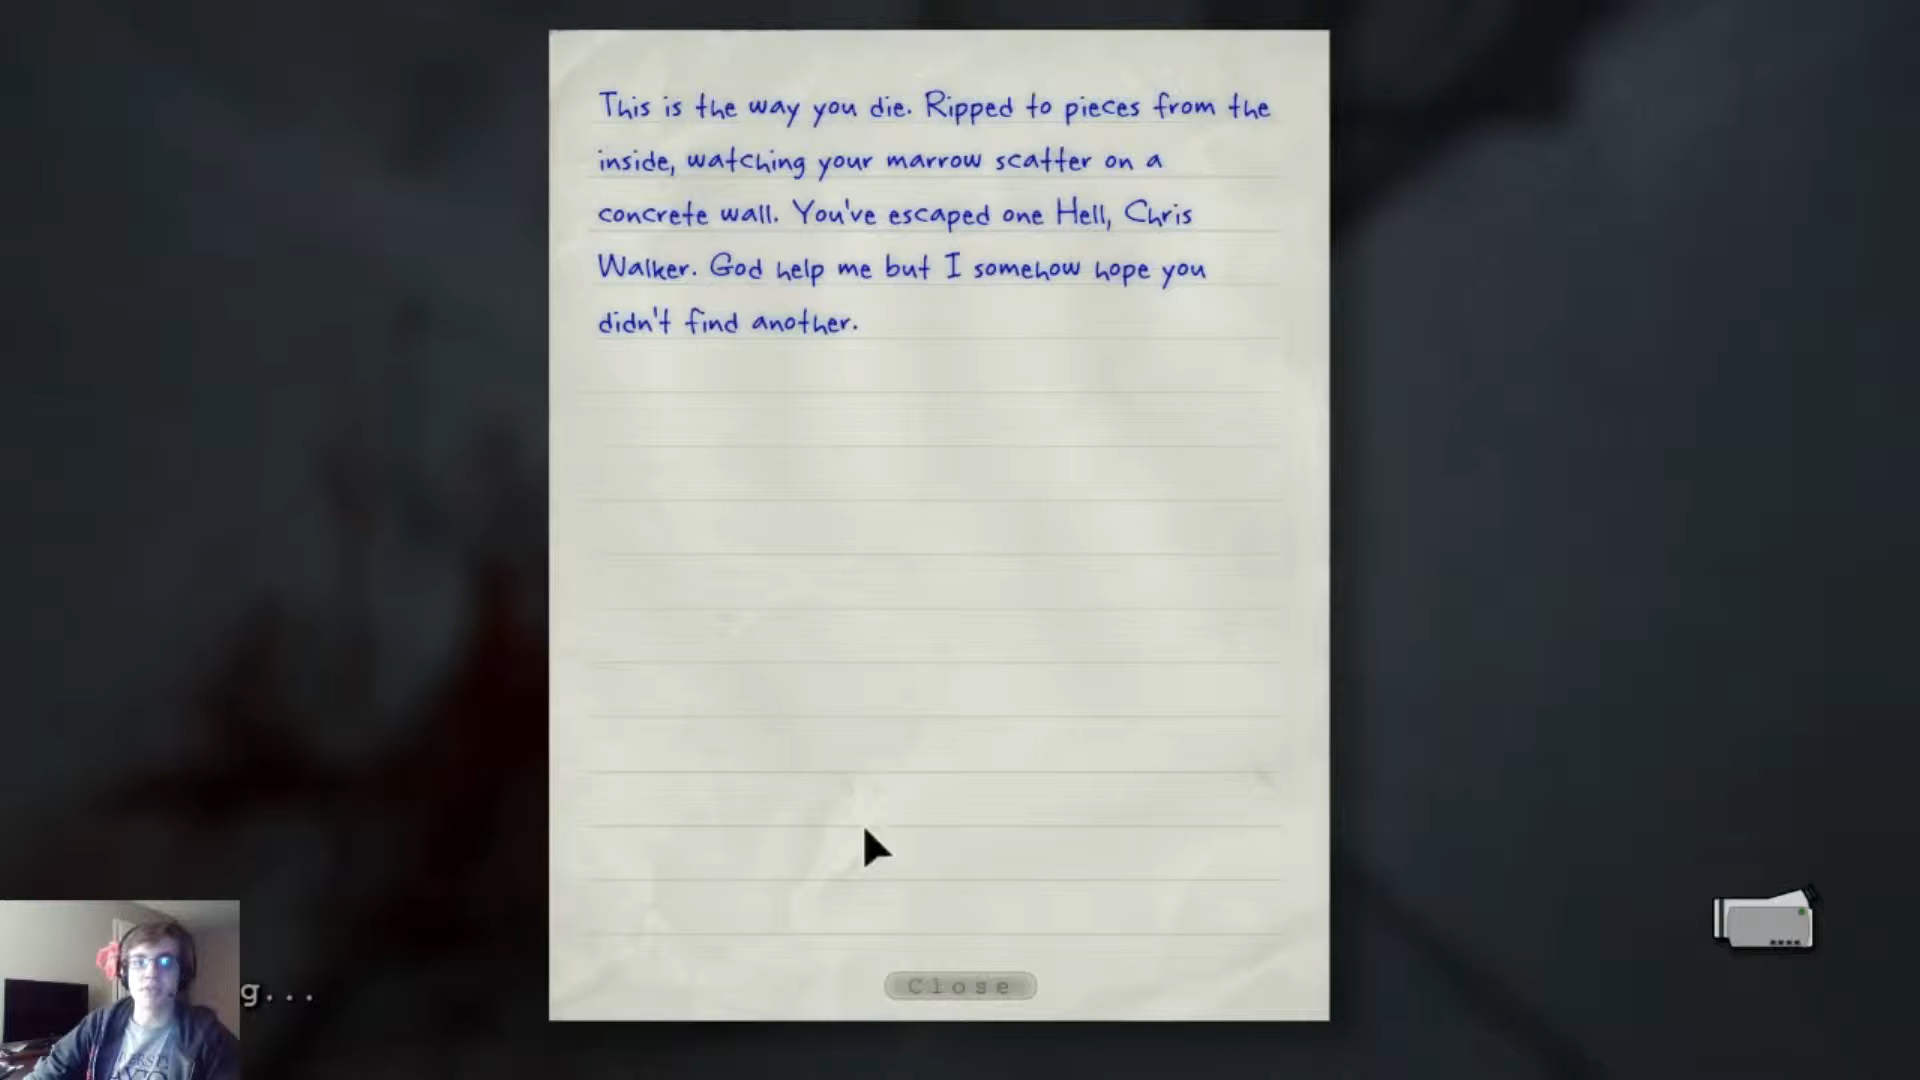 This is the way you die. Ripped to pieces from the
inside, watching your marrow scatter on a
concrete wall. You've escaped one Hell, Chris
Walker. God help me but I somehow hope you
didn't find another.
Close
g...